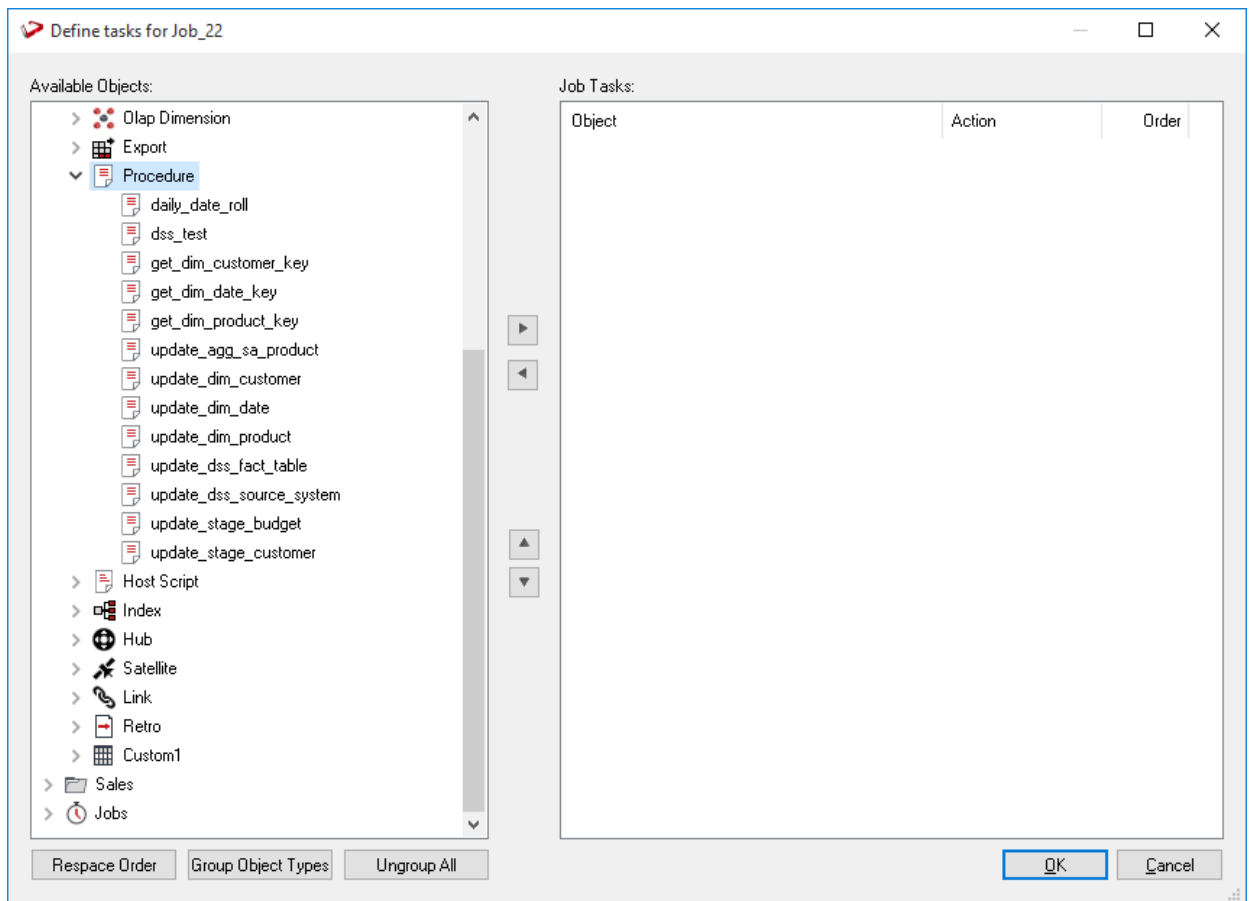 Define tasks for Job_22
Available Objects:
Olap Dimension
Export
Procedure
daily_date_roll
dss_test
get_dim_customer_key
get_dim_date_key
get_dim_product_key
update_agg_sa_product
update_dim_customer
update_dim_date
update_dim_product
update_dss_fact_table
update_dss_source_system
update_stage_budget
update_stage_customer
Host Script
Index
Hub
Satellite
Link
Retro
Custom1
Sales
Jobs
Job Tasks:
Object Action Order
Respace Order Group Object Types Ungroup All
OK Cancel